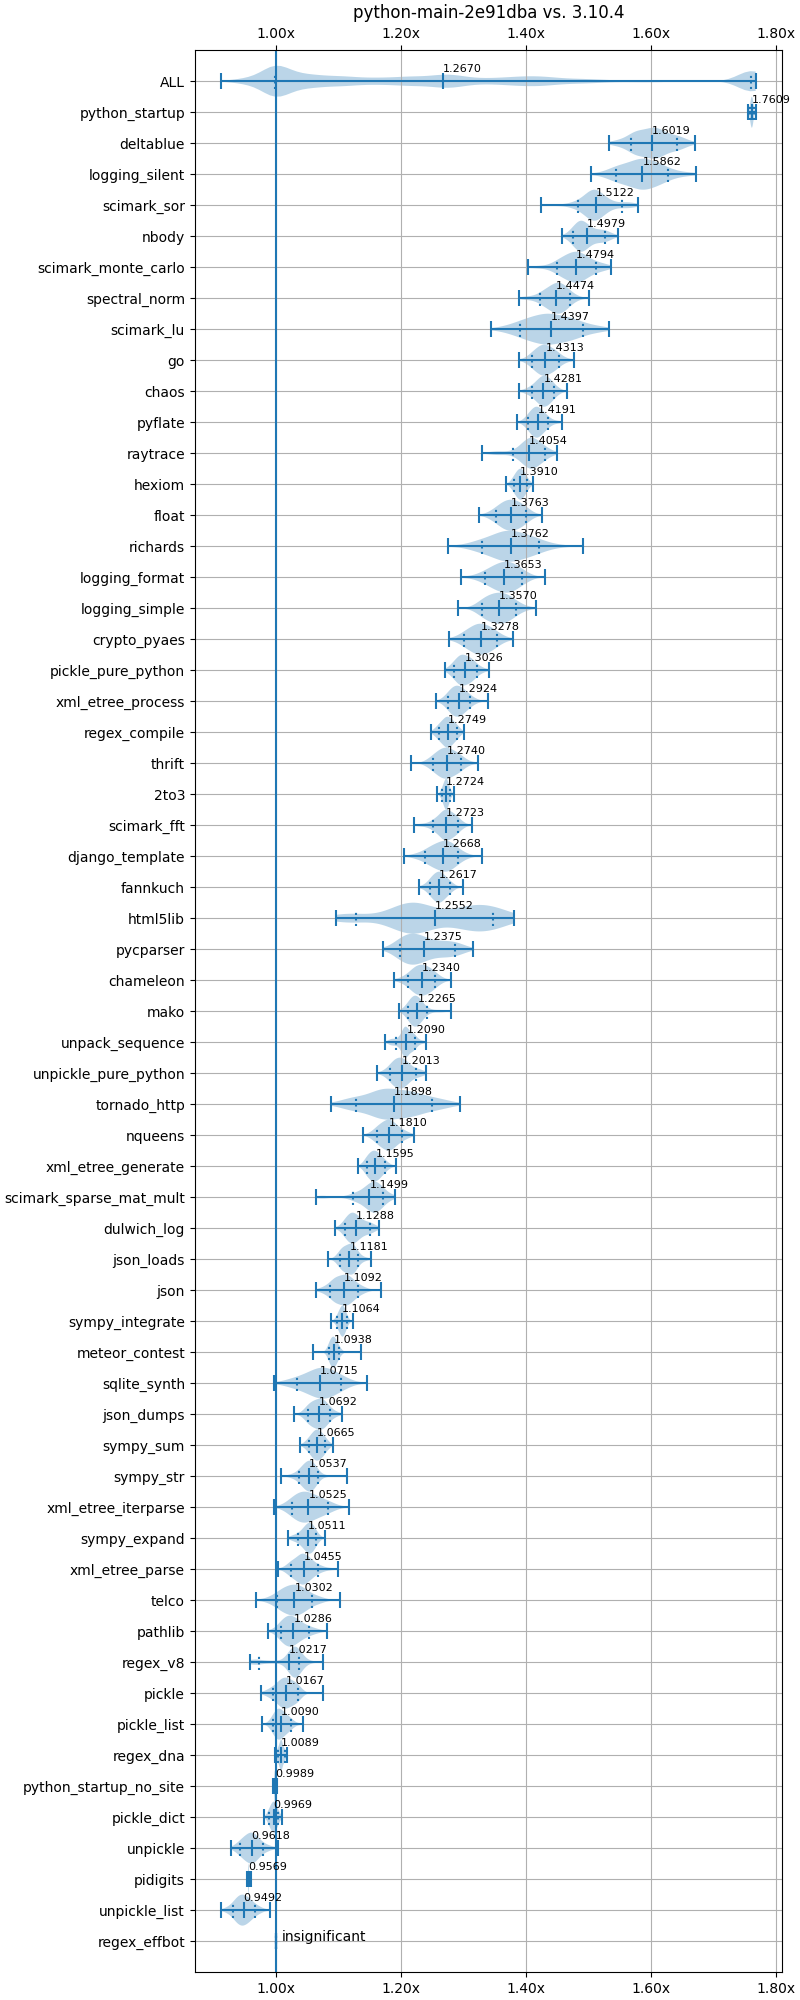 python-main-2e91dba vs. 3.10.4
1.00x 1.20x 1.40x 1.60x 1.80x
ALL 1.2670
python_startup 1.7609
deltablue 1.6019
logging_silent 1.5862
scimark_sor 1.5122
nbody 1.4979
scimark_monte_carlo 1.4794
spectral_norm 1.4474
scimark_lu 1.4397
go 1.4313
chaos 1.4281
pyflate 1.4191
raytrace 1.4054
hexiom 1.3910
float 1.3763
richards 1.3762
logging_format 1.3653
logging_simple 1.3570
crypto_pyaes 1.3278
pickle_pure_python 1.3026
xml_etree_process 1.2924
regex_compile 1.2749
thrift 1.2740
2to3 1.2724
scimark_fft 1.2723
django_template 1.2668
fannkuch 1.2617
html5lib 1.2552
pycparser 1.2375
chameleon 1.2340
mako 1.2265
unpack_sequence 1.2090
unpickle_pure_python 1.2013
tornado_http 1.1898
nqueens 1.1810
xml_etree_generate 1.1595
scimark_sparse_mat_mult 1.1499
dulwich_log 1.1288
json_loads 1.1181
json 1.1092
sympy_integrate 1.1064
meteor_contest 1.0938
sqlite_synth 1.0715
json_dumps 1.0692
sympy_sum 1.0665
sympy_str 1.0537
xml_etree_iterparse 1.0525
sympy_expand 1.0511
xml_etree_parse 1.0455
telco 1.0302
pathlib 1.0286
regex_v8 1.0217
pickle 1.0167
pickle_list 1.0090
regex_dna 1.0089
python_startup_no_site 0.9989
pickle_dict 0.9969
unpickle 0.9618
pidigits 0.9569
unpickle_list 0.9492
regex_effbot insignificant
1.00x 1.20x 1.40x 1.60x 1.80x